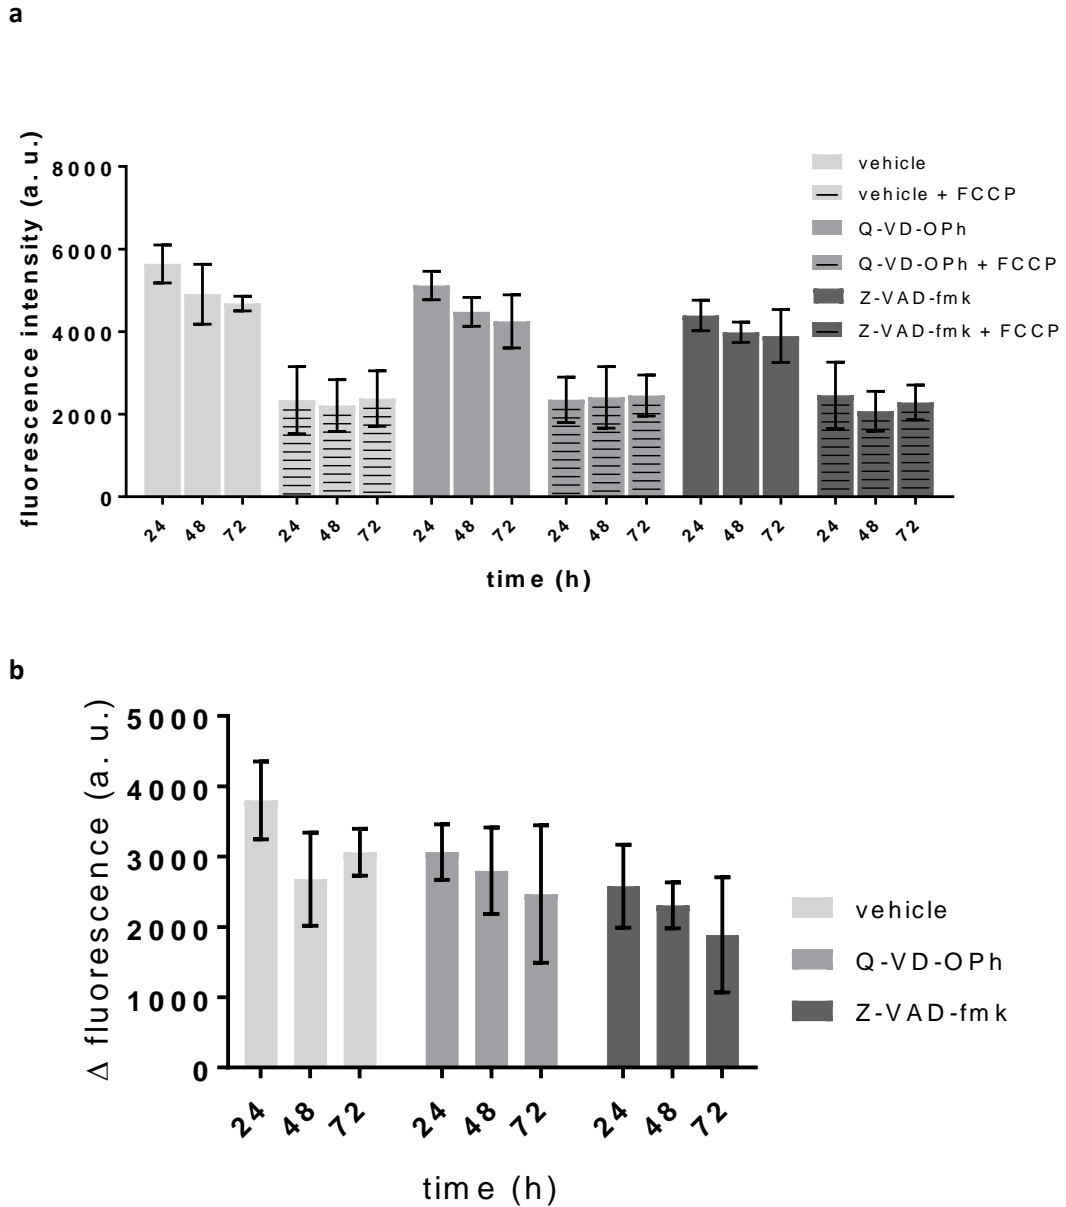 a
fluorescence intensity (a. u.)
8000
6000
4000
2000
0
24 48 72 24 48 72 24 48 72 24 48 72 24 48 72 24 48 72
time (h)
vehicle
vehicle + FCCP
Q-VD-OPh
Q-VD-OPh + FCCP
Z-VAD-fmk
Z-VAD-fmk + FCCP
b
Δ fluorescence (a. u.)
5000
4000
3000
2000
1000
0
24 48 72 24 48 72 24 48 72
time (h)
vehicle
Q-VD-OPh
Z-VAD-fmk